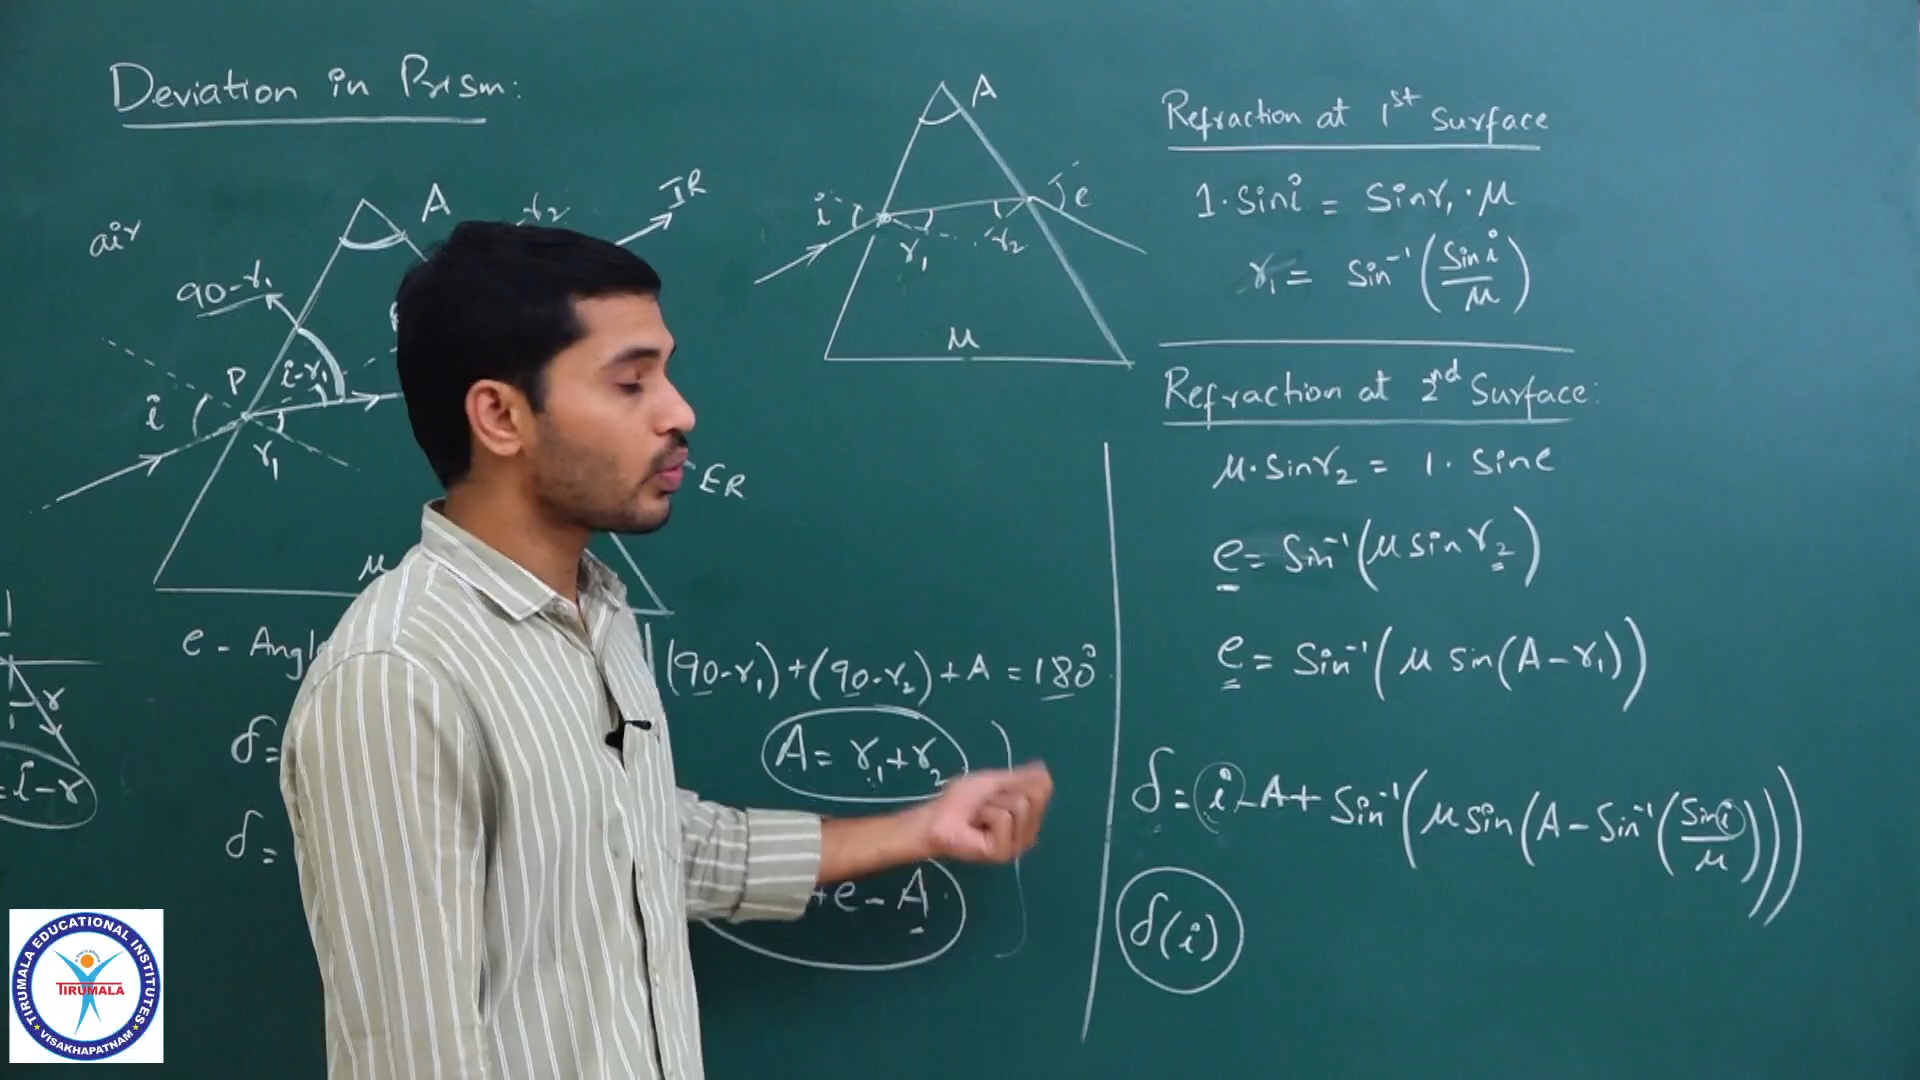 Deviation in Prism:
air
A
r2
IR
90-r1
P
i-r1
i
r1
ER
μ
e - Angl
δ=
δ=
r
=i-r
A
i
r1
r2
e
μ
(90-r1)+(90-r2)+A = 180°
A = r1+r2
+e-A
Refraction at 1st Surface
1·Sini = Sinr1·μ
r1 = Sin⁻¹(Sin i/μ)
Refraction at 2nd Surface:
μ·Sinr2 = 1·Sine
e = Sin⁻¹(μ sin r2)
e = Sin⁻¹(μ sin(A-r1))
δ = i-A+Sin⁻¹(μ sin(A-Sin⁻¹(Sin i/μ)))
δ(i)
TIRUMALA EDUCATIONAL INSTITUTES
TIRUMALA
VISAKHAPATNAM